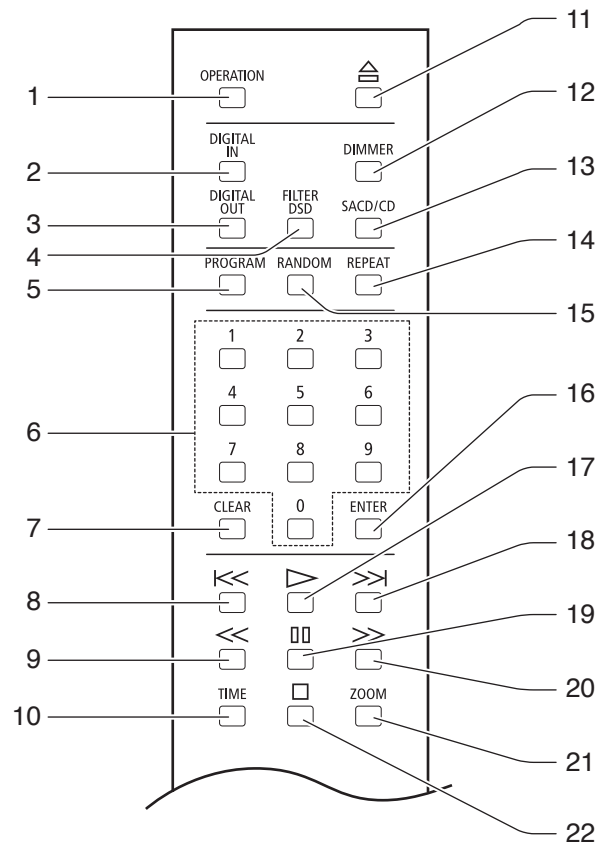 11
OPERATION
1
12
DIGITAL
IN
DIMMER
2
13
DIGITAL
OUT
FILTER
DSD
SACD/CD
3
4
14
PROGRAM RANDOM REPEAT
5
15
1 2 3
4 5 6
16
6
7 8 9
17
CLEAR 0 ENTER
7
18
8
19
9
20
TIME ZOOM
10
21
22